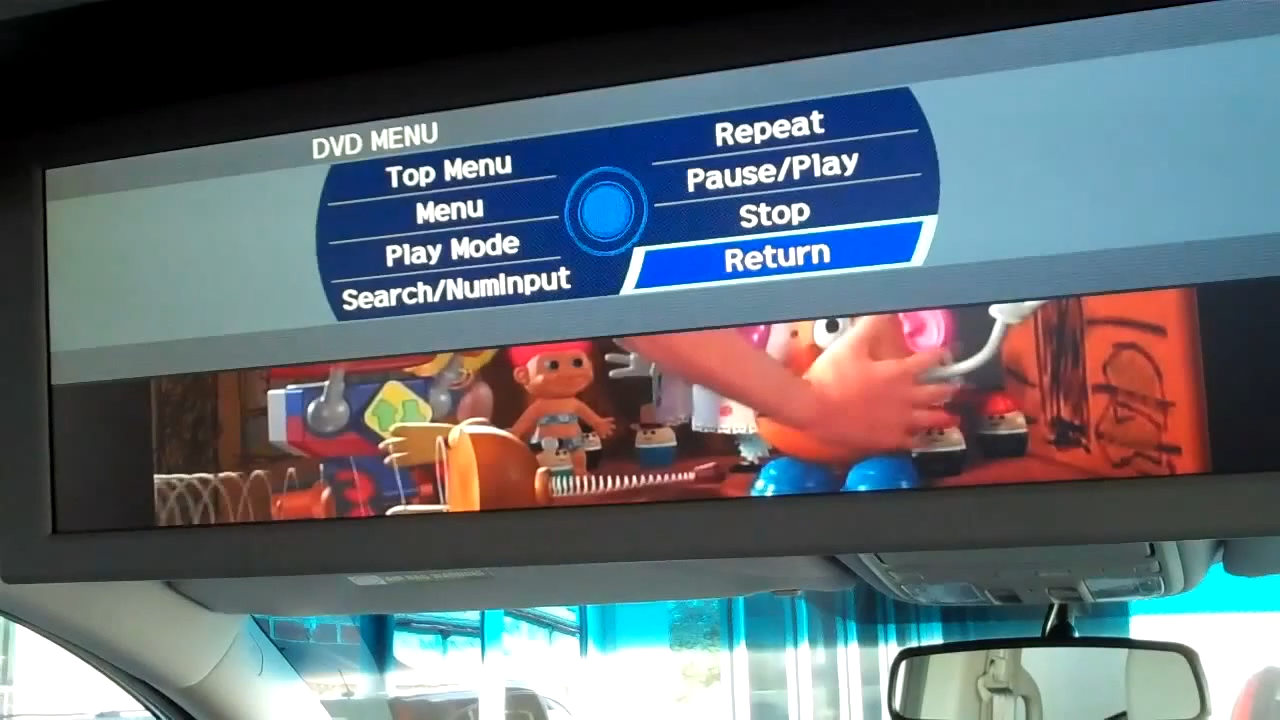 DVD MENU
Top Menu
Menu
Play Mode
Search/NumInput
Repeat
Pause/Play
Stop
Return